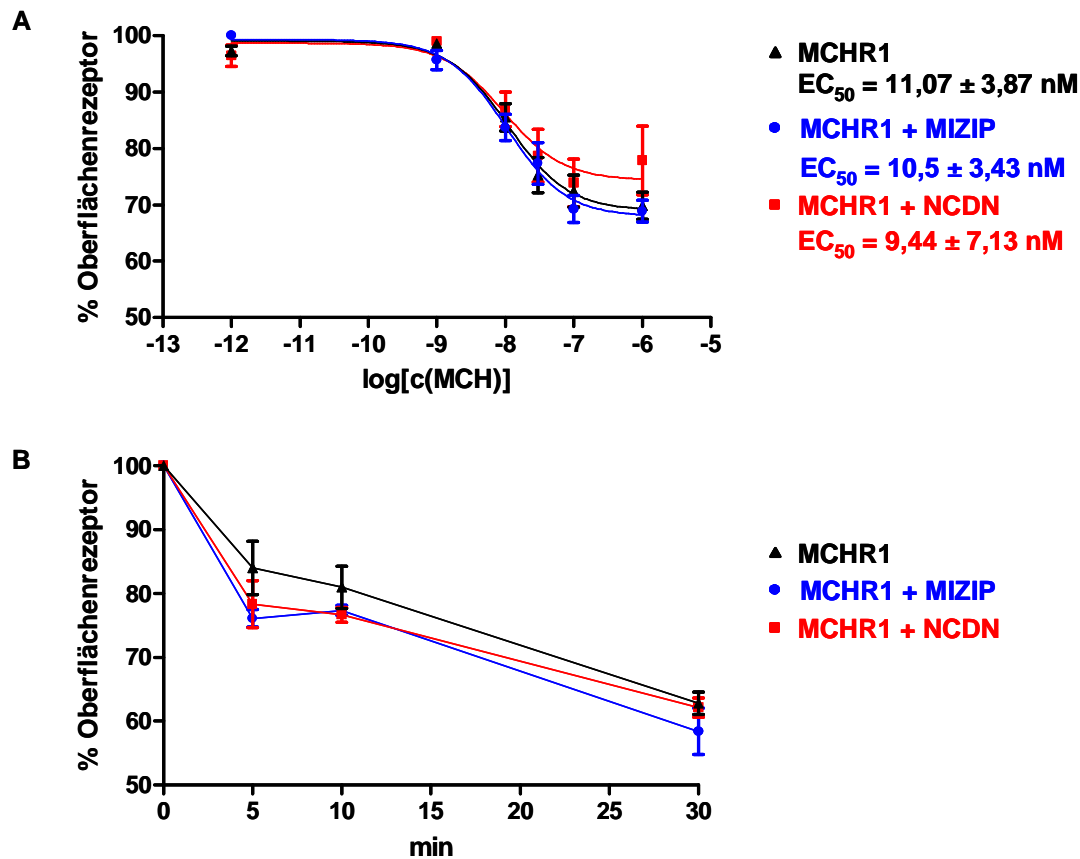 A
100
90
80
70
60
50
% Oberflächenrezeptor
-13 -12 -11 -10 -9 -8 -7 -6 -5
log[c(MCH)]
MCHR1
EC50 = 11,07 ± 3,87 nM
MCHR1 + MIZIP
EC50 = 10,5 ± 3,43 nM
MCHR1 + NCDN
EC50 = 9,44 ± 7,13 nM
B
100
90
80
70
60
50
% Oberflächenrezeptor
0 5 10 15 20 25 30
min
MCHR1
MCHR1 + MIZIP
MCHR1 + NCDN